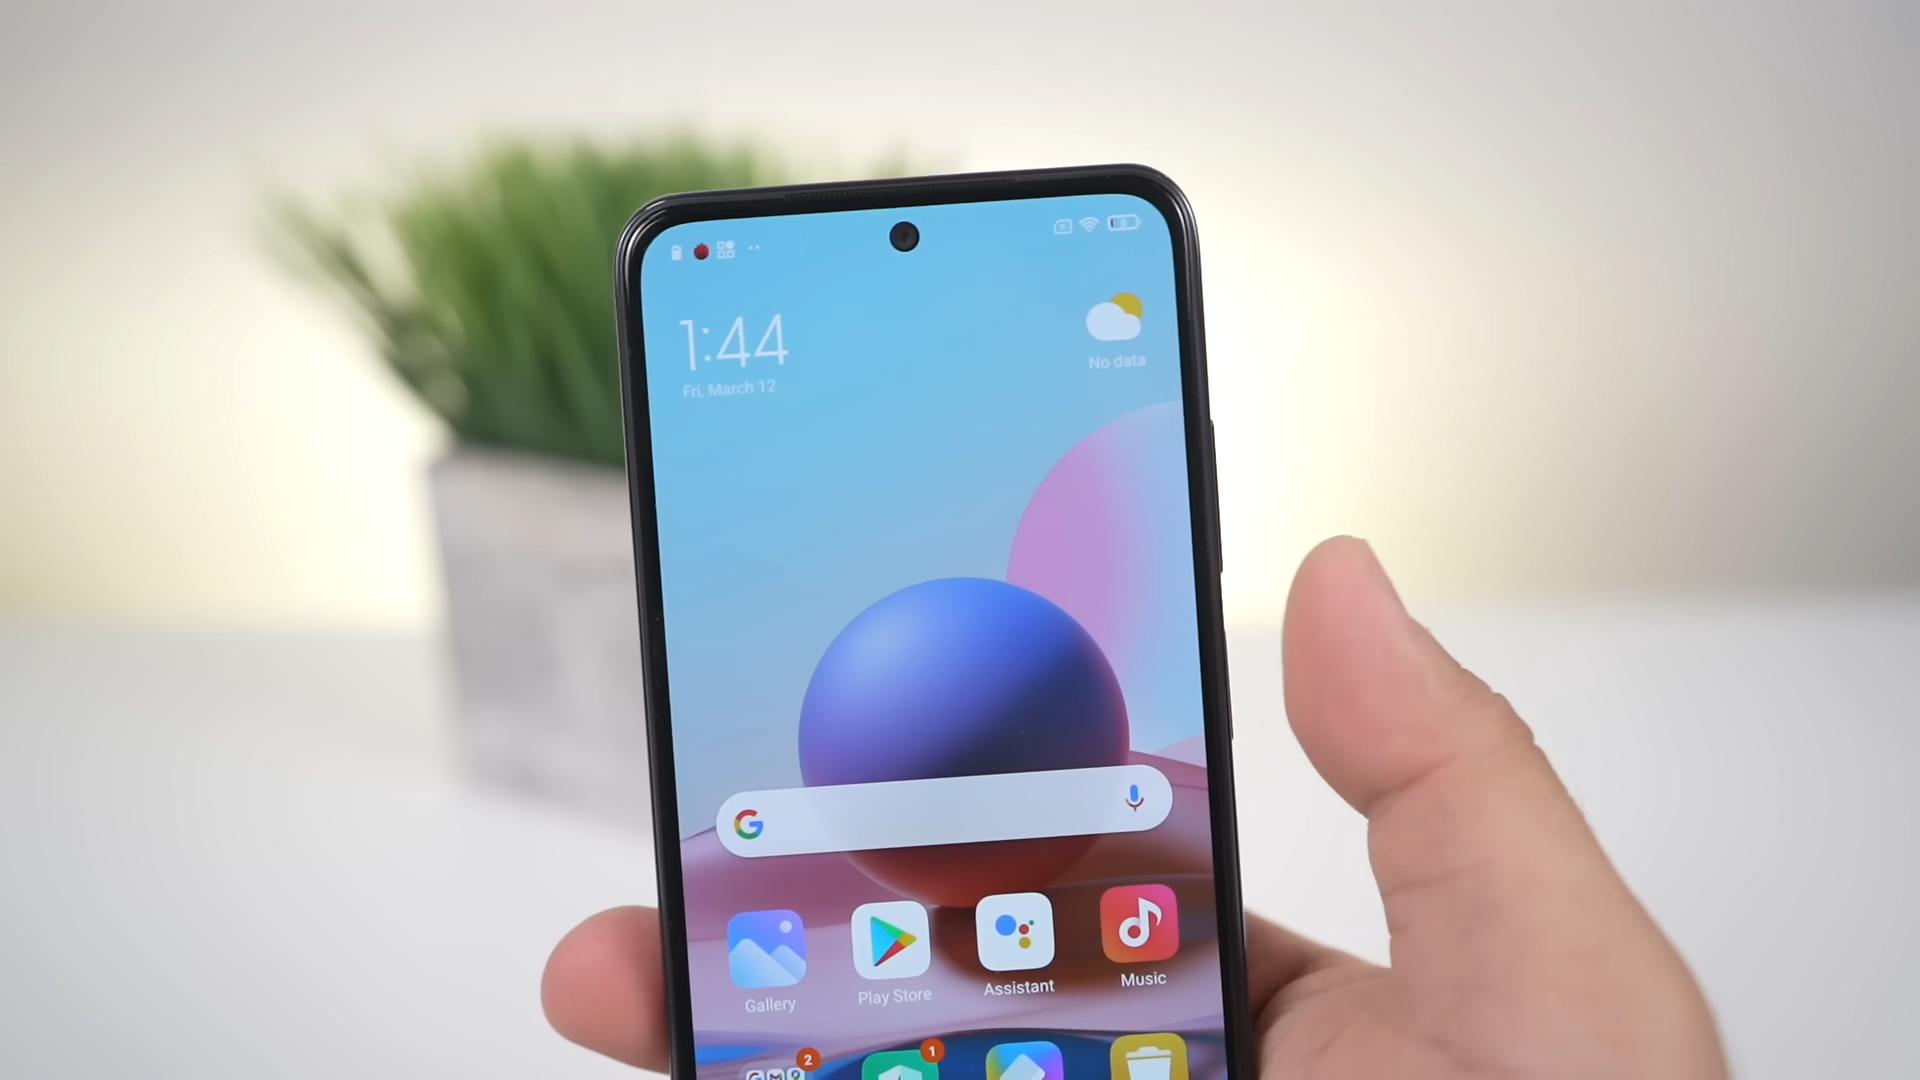 1:44
Fri, March 12
No data
G
Gallery
Play Store
Assistant
Music
2
1